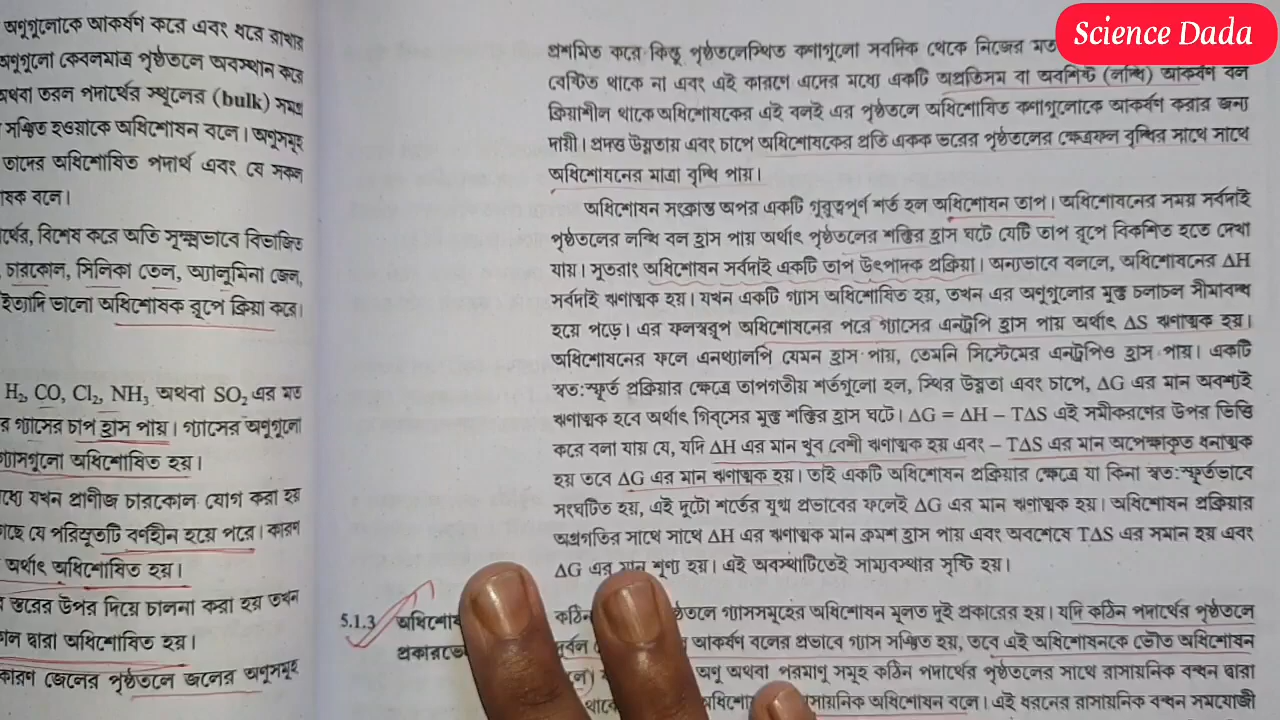 Science Dada
অণুগুলোকে আকর্ষণ করে এবং ধরে রাখার
অণুগুলো কেবলমাত্র পৃষ্ঠতলে অবস্থান করে
অথবা তরল পদার্থের স্থূলের (bulk) সমগ্র
সঞ্চিত হওয়াকে অধিশোষন বলে। অণুসমূহ
তাদের অধিশোষিত পদার্থ এবং যে সকল
ষক বলে।
র্থের, বিশেষ করে অতি সূক্ষ্মভাবে বিভাজিত
চারকোল, সিলিকা তেল, অ্যালুমিনা জেল,
ইত্যাদি ভালো অধিশোষক রূপে ক্রিয়া করে।
H₂, CO, Cl₂, NH₃ অথবা SO₂ এর মত
র গ্যাসের চাপ হ্রাস পায়। গ্যাসের অণুগুলো
গ্যাসগুলো অধিশোষিত হয়।
ধ্যে যখন প্রাণীজ চারকোল যোগ করা হয়
গেছে যে পরিস্রুতটি বর্ণহীন হয়ে পরে। কারণ
অর্থাৎ অধিশোষিত হয়।
স্তরের উপর দিয়ে চালনা করা হয় তখন
দ্বারা অধিশোষিত হয়।
কারণ জেলের পৃষ্ঠতলে জলের অণুসমূহ
প্রশমিত করে কিন্তু পৃষ্ঠতলেস্থিত কণাগুলো সবদিক থেকে নিজের মত
বেষ্টিত থাকে না এবং এই কারণে এদের মধ্যে একটি অপ্রতিসম বা অবশিষ্ট (লব্ধি) আকর্ষণ বল
ক্রিয়াশীল থাকে অধিশোষকের এই বলই এর পৃষ্ঠতলে অধিশোষিত কণাগুলোকে আকর্ষণ করার জন্য
দায়ী। প্রদত্ত উষ্ণতায় এবং চাপে অধিশোষকের প্রতি একক ভরের পৃষ্ঠতলের ক্ষেত্রফল বৃদ্ধির সাথে সাথে
অধিশোষনের মাত্রা বৃদ্ধি পায়।
অধিশোষন সংক্রান্ত অপর একটি গুরুত্বপূর্ণ শর্ত হল অধিশোষন তাপ। অধিশোষনের সময় সর্বদাই
পৃষ্ঠতলের লব্ধি বল হ্রাস পায় অর্থাৎ পৃষ্ঠতলের শক্তির হ্রাস ঘটে যেটি তাপ রূপে বিকশিত হতে দেখা
যায়। সুতরাং অধিশোষন সর্বদাই একটি তাপ উৎপাদক প্রক্রিয়া। অন্যভাবে বললে, অধিশোষনের ΔH
সর্বদাই ঋণাত্মক হয়। যখন একটি গ্যাস অধিশোষিত হয়, তখন এর অণুগুলোর মুক্ত চলাচল সীমাবদ্ধ
হয়ে পড়ে। এর ফলস্বরূপ অধিশোষনের পরে গ্যাসের এনট্রপি হ্রাস পায় অর্থাৎ ΔS ঋণাত্মক হয়।
অধিশোষনের ফলে এনথ্যালপি যেমন হ্রাস পায়, তেমনি সিস্টেমের এনট্রপিও হ্রাস পায়। একটি
স্বত:স্ফূর্ত প্রক্রিয়ার ক্ষেত্রে তাপগতীয় শর্তগুলো হল, স্থির উষ্ণতা এবং চাপে, ΔG এর মান অবশ্যই
ঋণাত্মক হবে অর্থাৎ গিব্‌সের মুক্ত শক্তির হ্রাস ঘটে। ΔG = ΔH – TΔS এই সমীকরণের উপর ভিত্তি
করে বলা যায় যে, যদি ΔH এর মান খুব বেশী ঋণাত্মক হয় এবং – TΔS এর মান অপেক্ষাকৃত ধনাত্মক
হয় তবে ΔG এর মান ঋণাত্মক হয়। তাই একটি অধিশোষন প্রক্রিয়ার ক্ষেত্রে যা কিনা স্বত:স্ফূর্তভাবে
সংঘটিত হয়, এই দুটো শর্তের যুগ্ম প্রভাবের ফলেই ΔG এর মান ঋণাত্মক হয়। অধিশোষন প্রক্রিয়ার
অগ্রগতির সাথে সাথে ΔH এর ঋণাত্মক মান ক্রমশ হ্রাস পায় এবং অবশেষে TΔS এর সমান হয় এবং
ΔG এর মান শূণ্য হয়। এই অবস্থাটিতেই সাম্যবস্থার সৃষ্টি হয়।
5.1.3 অধিশোষ
প্রকারভে
কঠিন ষ্ঠতলে গ্যাসসমূহের অধিশোষন মূলত দুই প্রকারের হয়। যদি কঠিন পদার্থের পৃষ্ঠতলে
দুর্বল আকর্ষণ বলের প্রভাবে গ্যাস সঞ্চিত হয়, তবে এই অধিশোষনকে ভৌত অধিশোষন
অণু অথবা পরমাণু সমূহ কঠিন পদার্থের পৃষ্ঠতলের সাথে রাসায়নিক বন্ধন দ্বারা
থাকে অধিশো রাসায়নিক অধিশোষন বলে। এই ধরনের রাসায়নিক বন্ধন সমযোজী